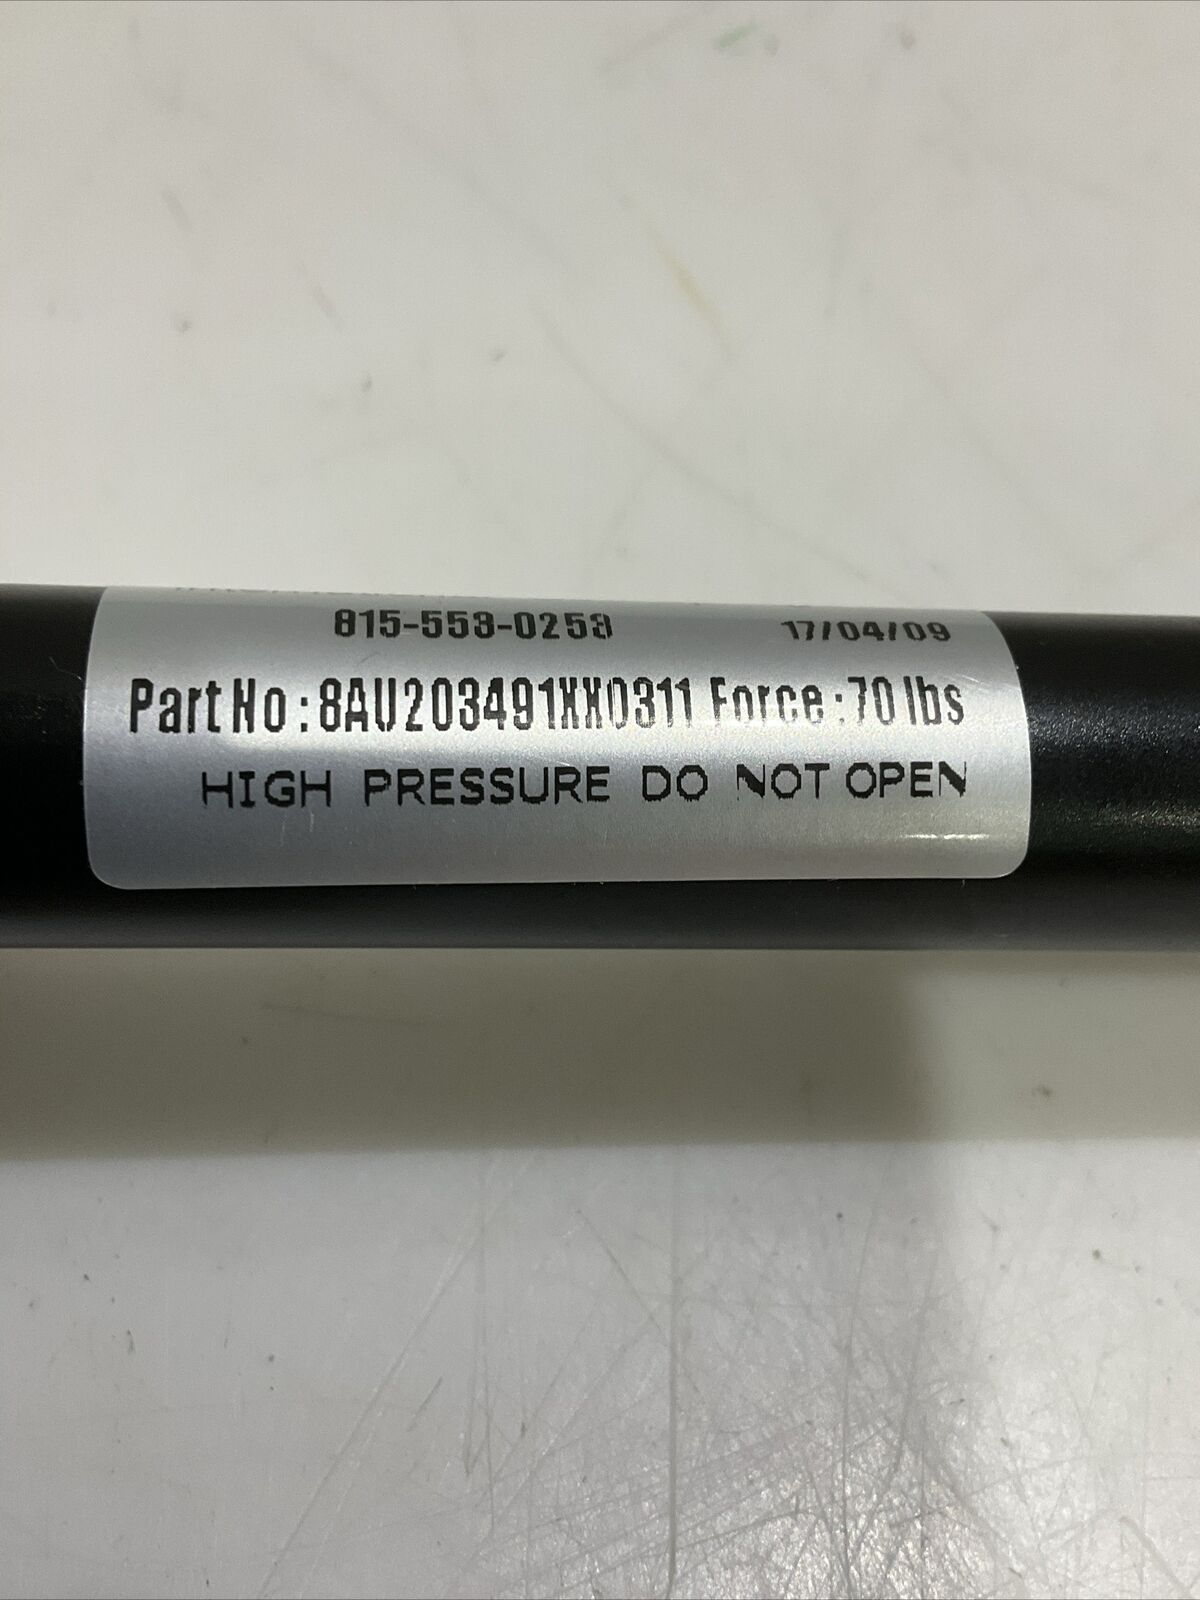 815-553-0253 17/04/09
Part No : 8AU203491XX0311 Force : 70 lbs
HIGH PRESSURE DO NOT OPEN